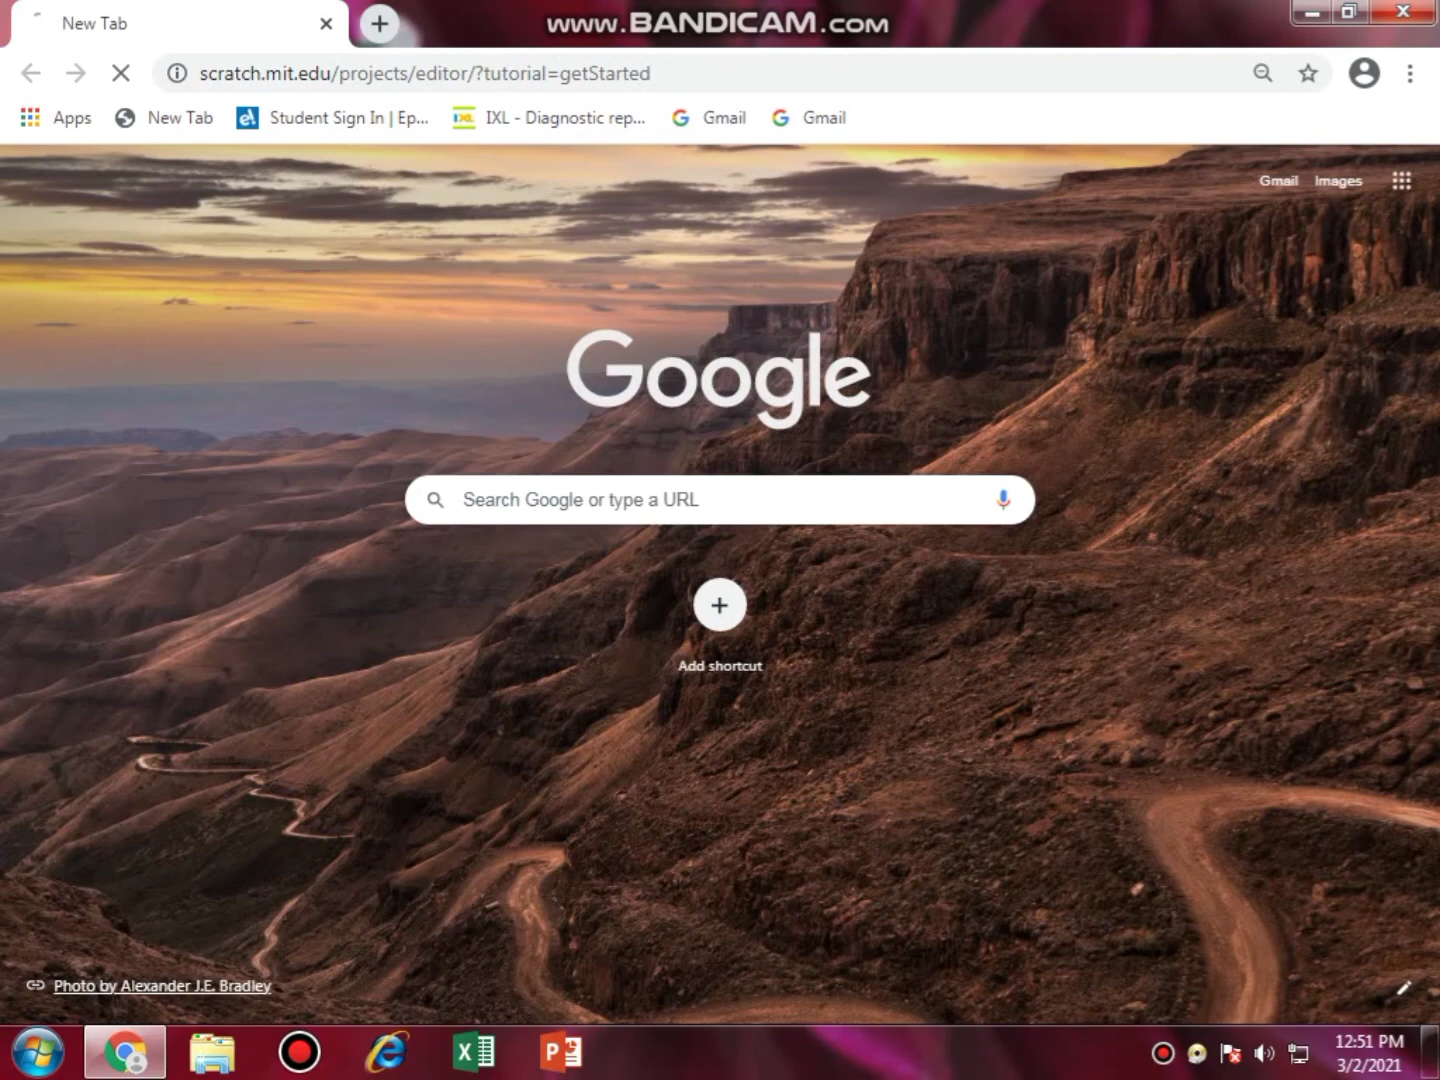 New Tab
www.BANDICAM.com
scratch.mit.edu/projects/editor/?tutorial=getStarted
Apps
New Tab
Student Sign In | Ep...
IXL - Diagnostic rep...
Gmail
Gmail
Gmail
Images
Google
Search Google or type a URL
Add shortcut
Photo by Alexander J.E. Bradley
12:51 PM
3/2/2021